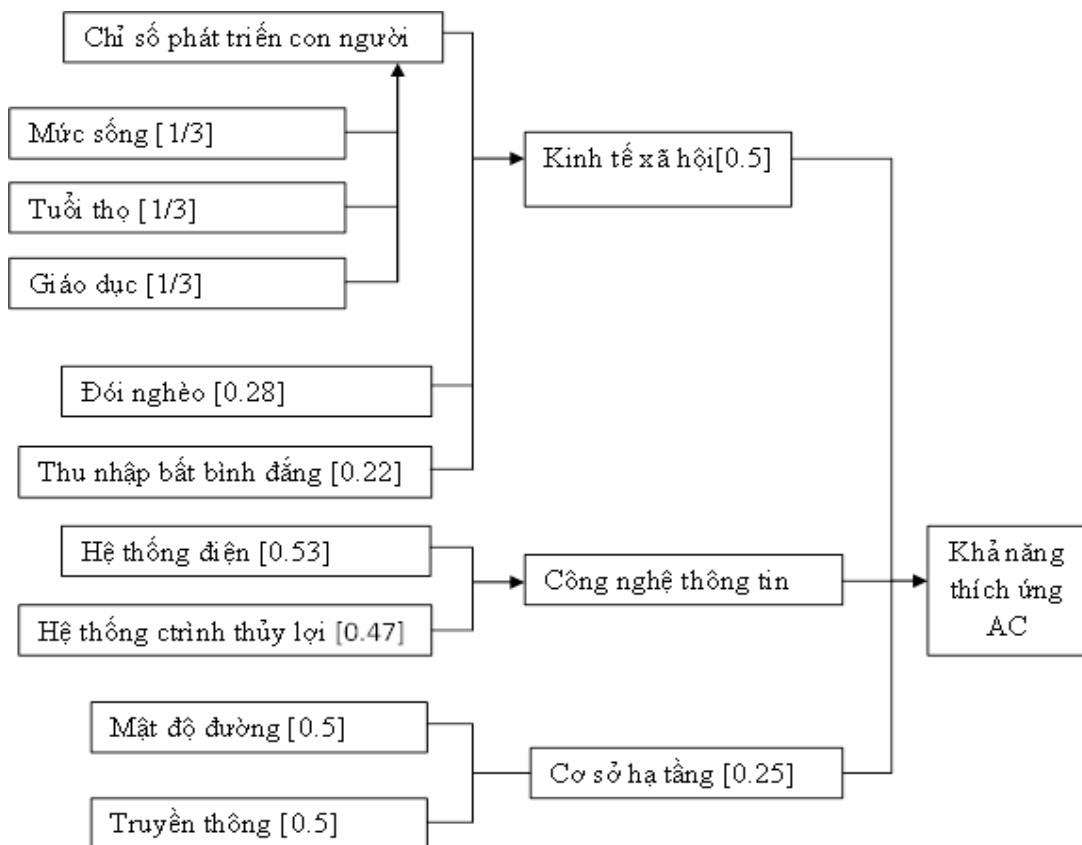 Chỉ số phát triển con người
Mức sống [1/3]
Tuổi thọ [1/3]
Giáo dục [1/3]
Đói nghèo [0.28]
Thu nhập bất bình đẳng [0.22]
Kinh tế xã hội[0.5]
Hệ thống điện [0.53]
Hệ thống ctrình thủy lợi [0.47]
Công nghệ thông tin
Mật độ đường [0.5]
Truyền thông [0.5]
Cơ sở hạ tầng [0.25]
Khả năng
thích ứng
AC